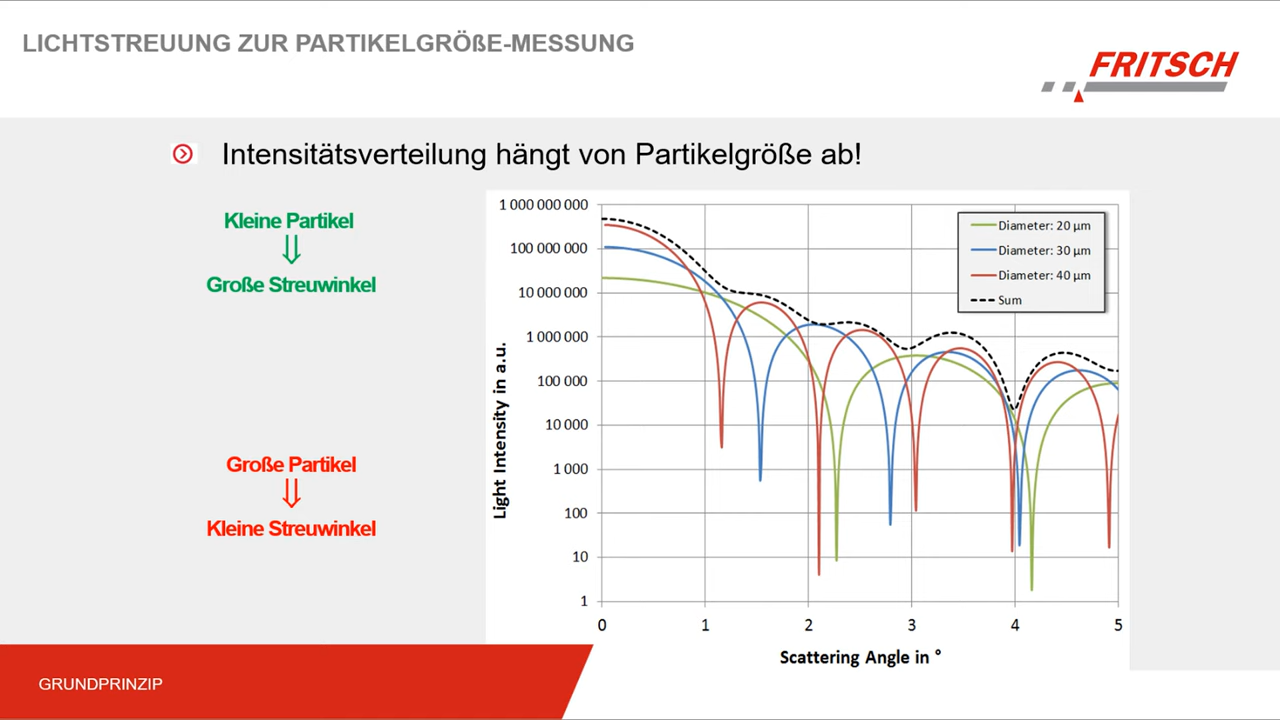 LICHTSTREUUNG ZUR PARTIKELGRÖßE-MESSUNG
FRITSCH
Intensitätsverteilung hängt von Partikelgröße ab!
Kleine Partikel
⇓
Große Streuwinkel
Große Partikel
⇓
Kleine Streuwinkel
Light Intensity in a.u.
1 000 000 000
100 000 000
10 000 000
1 000 000
100 000
10 000
1 000
100
10
1
Diameter: 20 µm
Diameter: 30 µm
Diameter: 40 µm
Sum
0 1 2 3 4 5
Scattering Angle in °
GRUNDPRINZIP